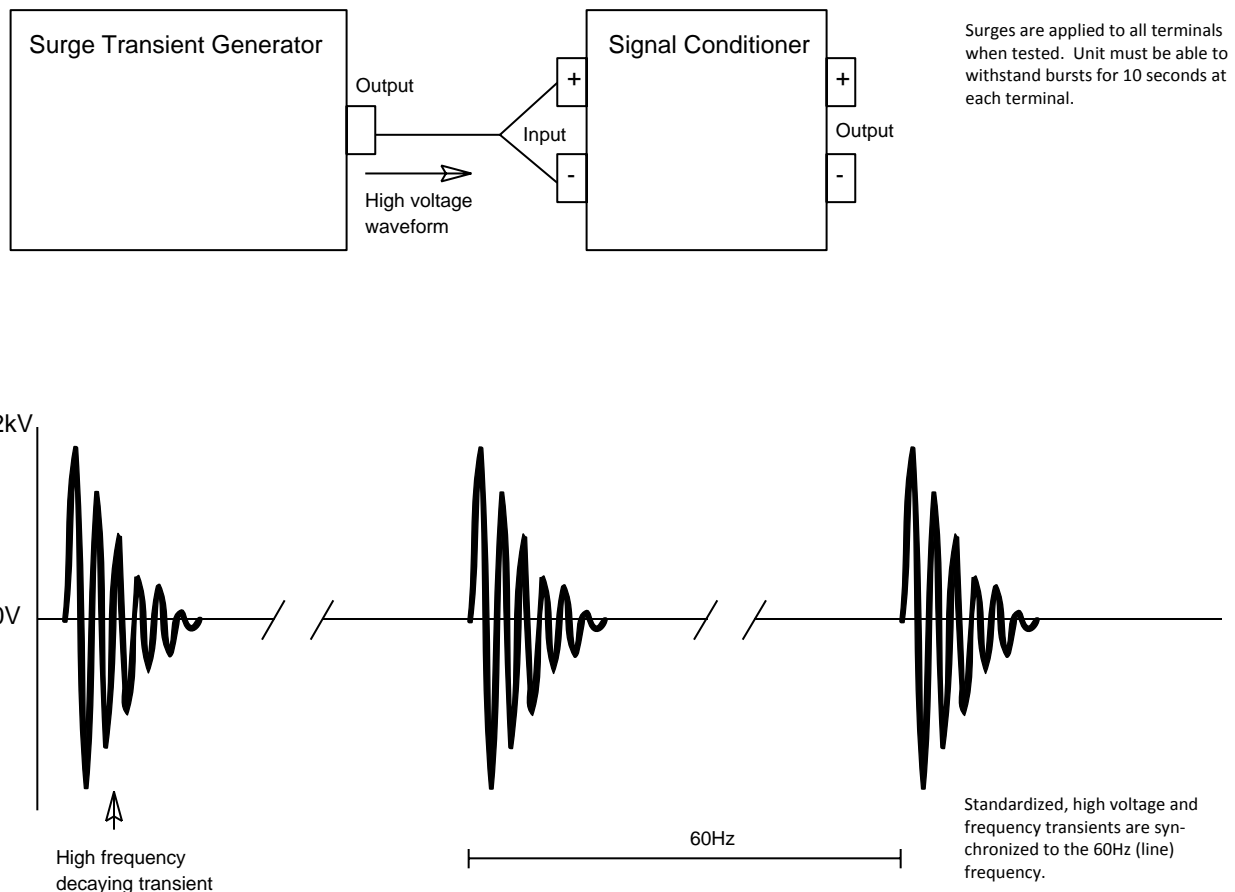 Surge Transient Generator
Output
High voltage
waveform
Signal Conditioner
+
-
Input
+
-
Output
Surges are applied to all terminals
when tested. Unit must be able to
withstand bursts for 10 seconds at
each terminal.
2kV
0V
High frequency
decaying transient
60Hz
Standardized, high voltage and
frequency transients are syn-
chronized to the 60Hz (line)
frequency.